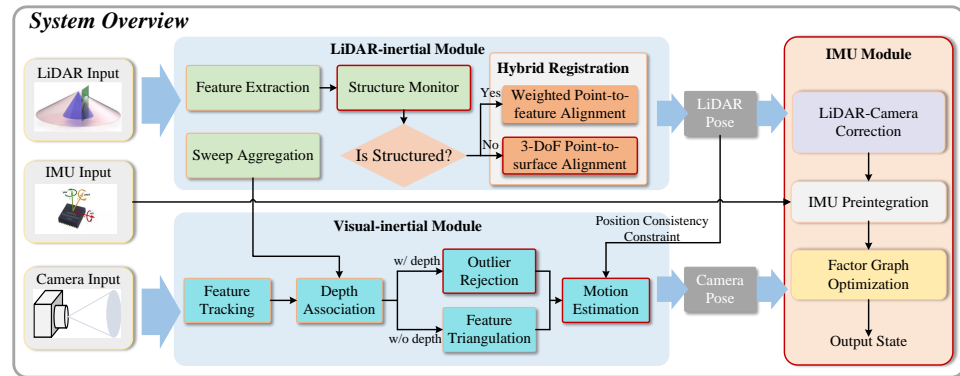 System Overview
LiDAR Input
IMU Input
Camera Input
LiDAR-inertial Module
Feature Extraction
Structure Monitor
Sweep Aggregation
Is Structured?
Yes
No
Hybrid Registration
Weighted Point-to-
feature Alignment
3-DoF Point-to-
surface Alignment
LiDAR
Pose
Position Consistency
Constraint
Visual-inertial Module
Feature
Tracking
Depth
Association
w/ depth
w/o depth
Outlier
Rejection
Feature
Triangulation
Motion
Estimation
Camera
Pose
IMU Module
LiDAR-Camera
Correction
IMU Preintegration
Factor Graph
Optimization
Output State